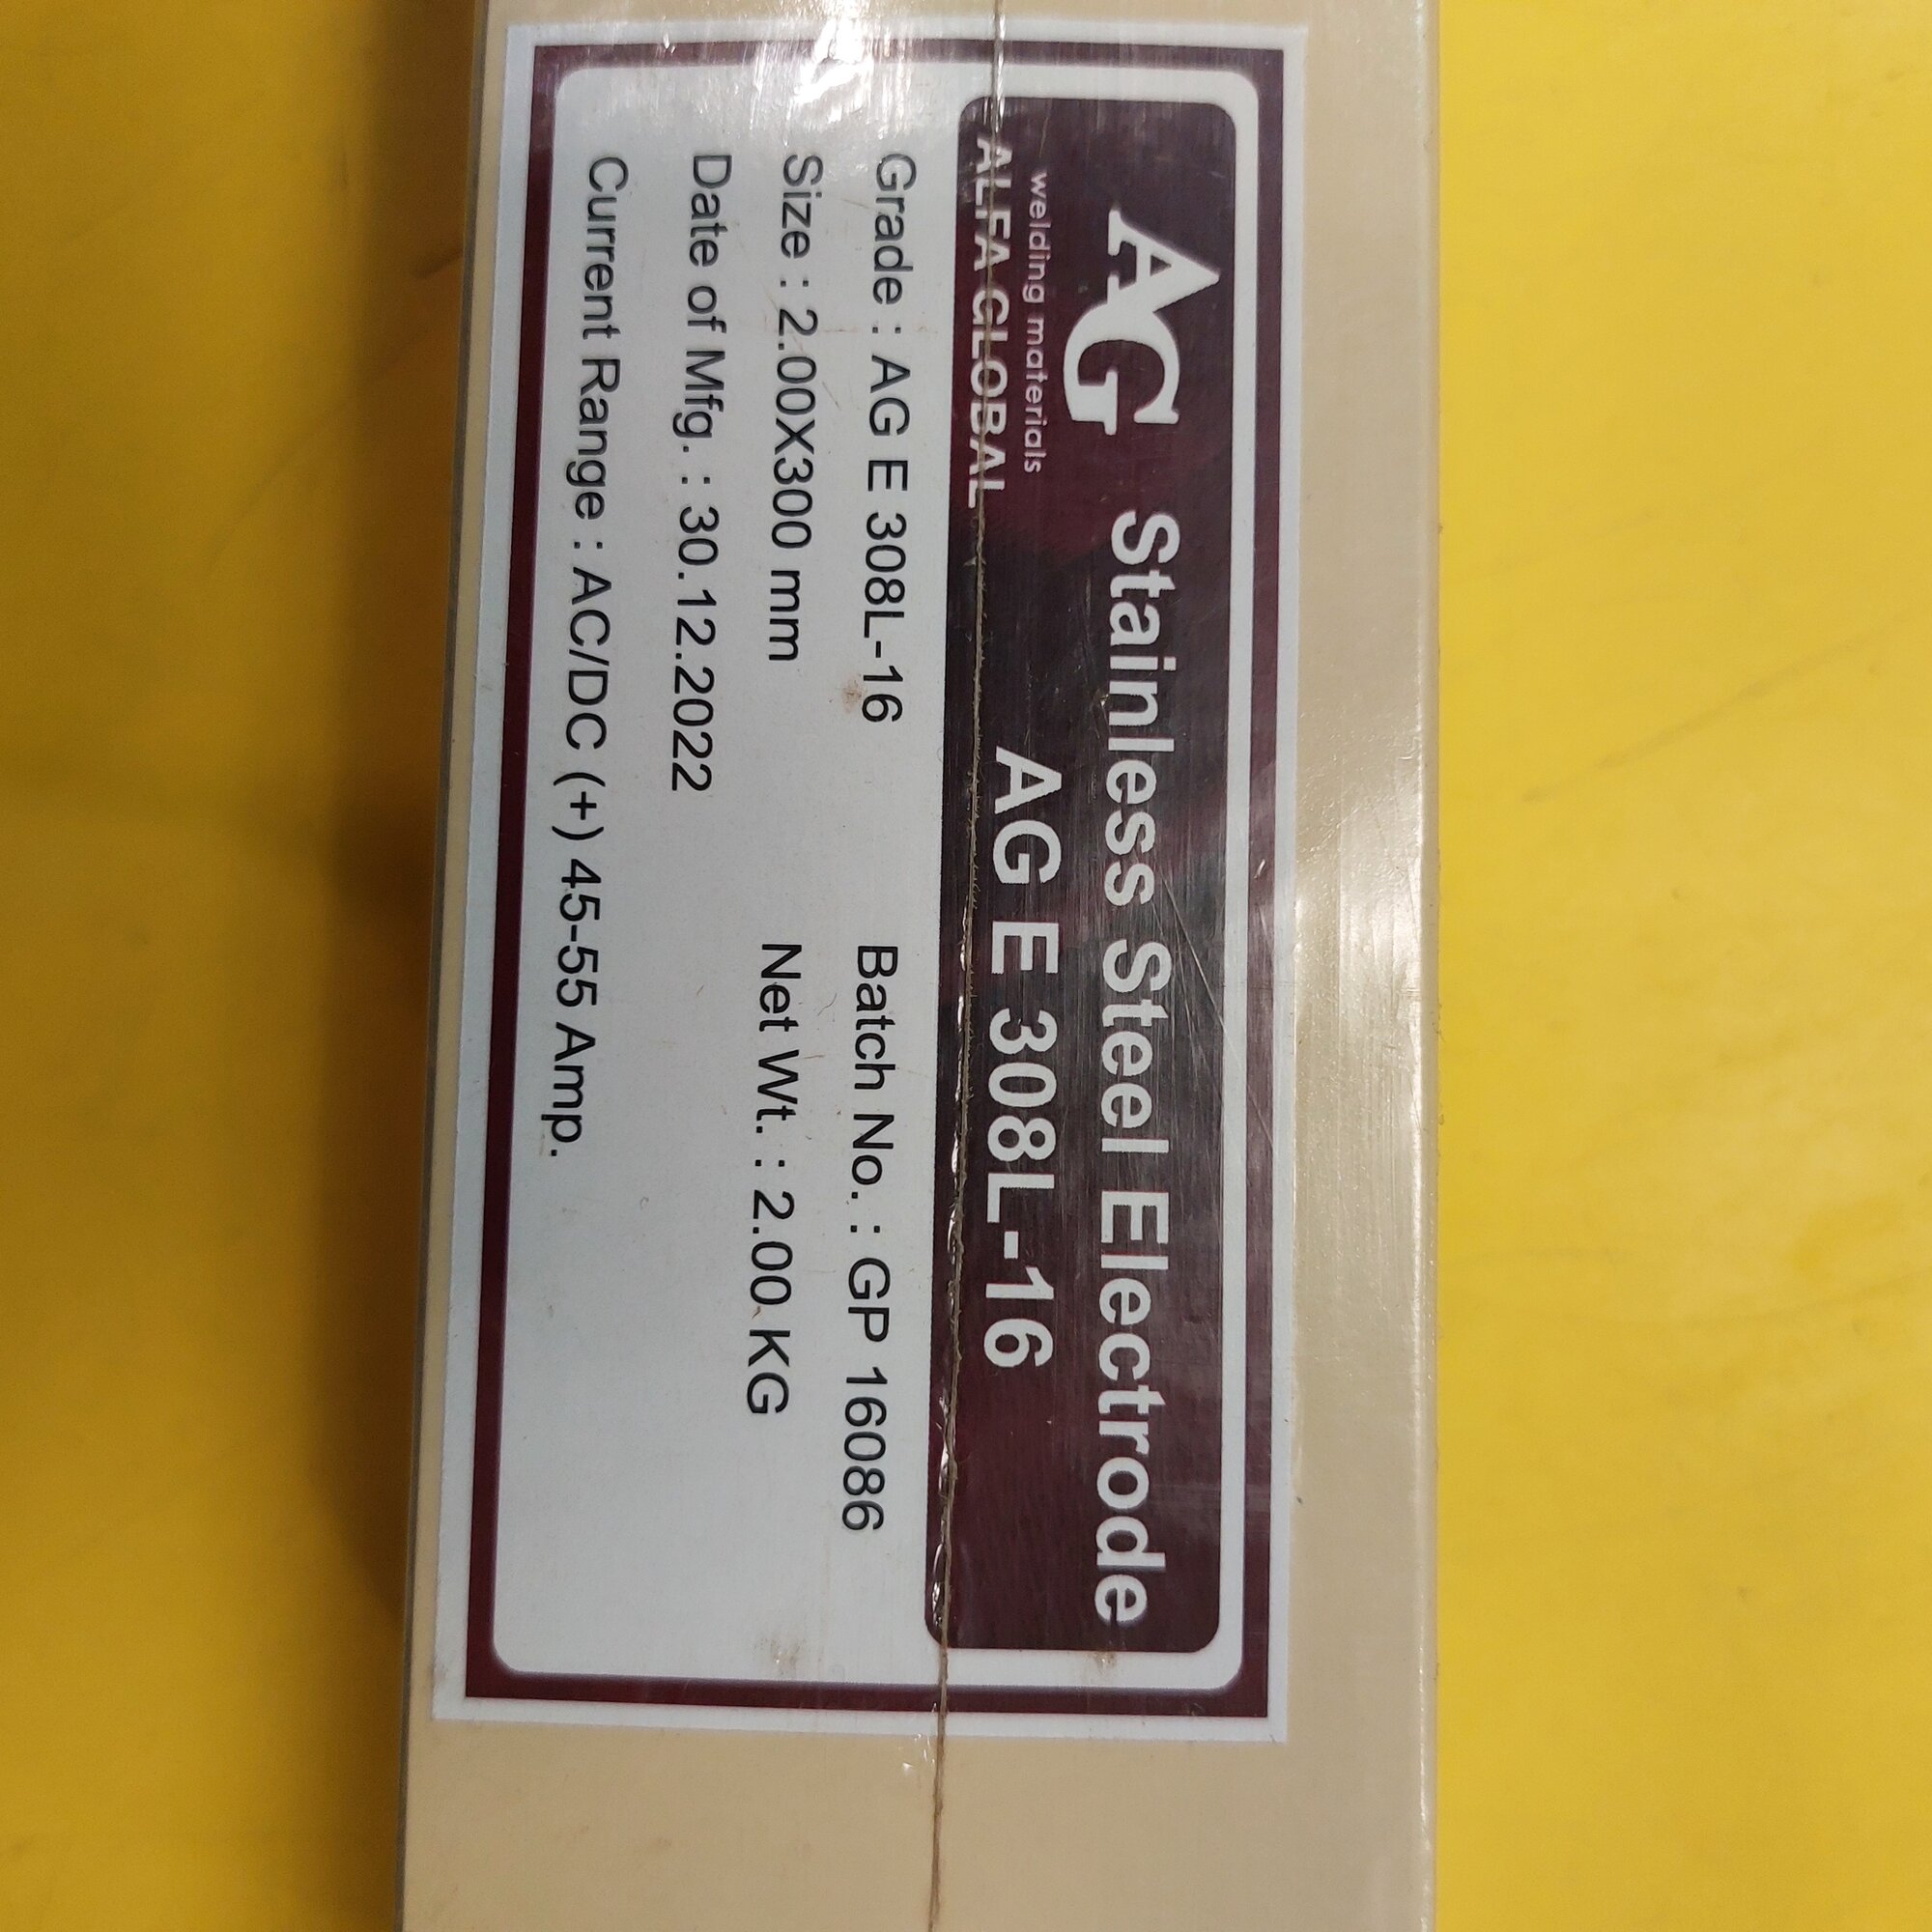 AG Stainless Steel Electrode
welding materials
ALFA GLOBAL
AG E 308L-16
Grade : AG E 308L-16 Batch No. : GP 16086
Size : 2.00X300 mm Net Wt. : 2.00 KG
Date of Mfg. : 30.12.2022
Current Range : AC/DC (+) 45-55 Amp.